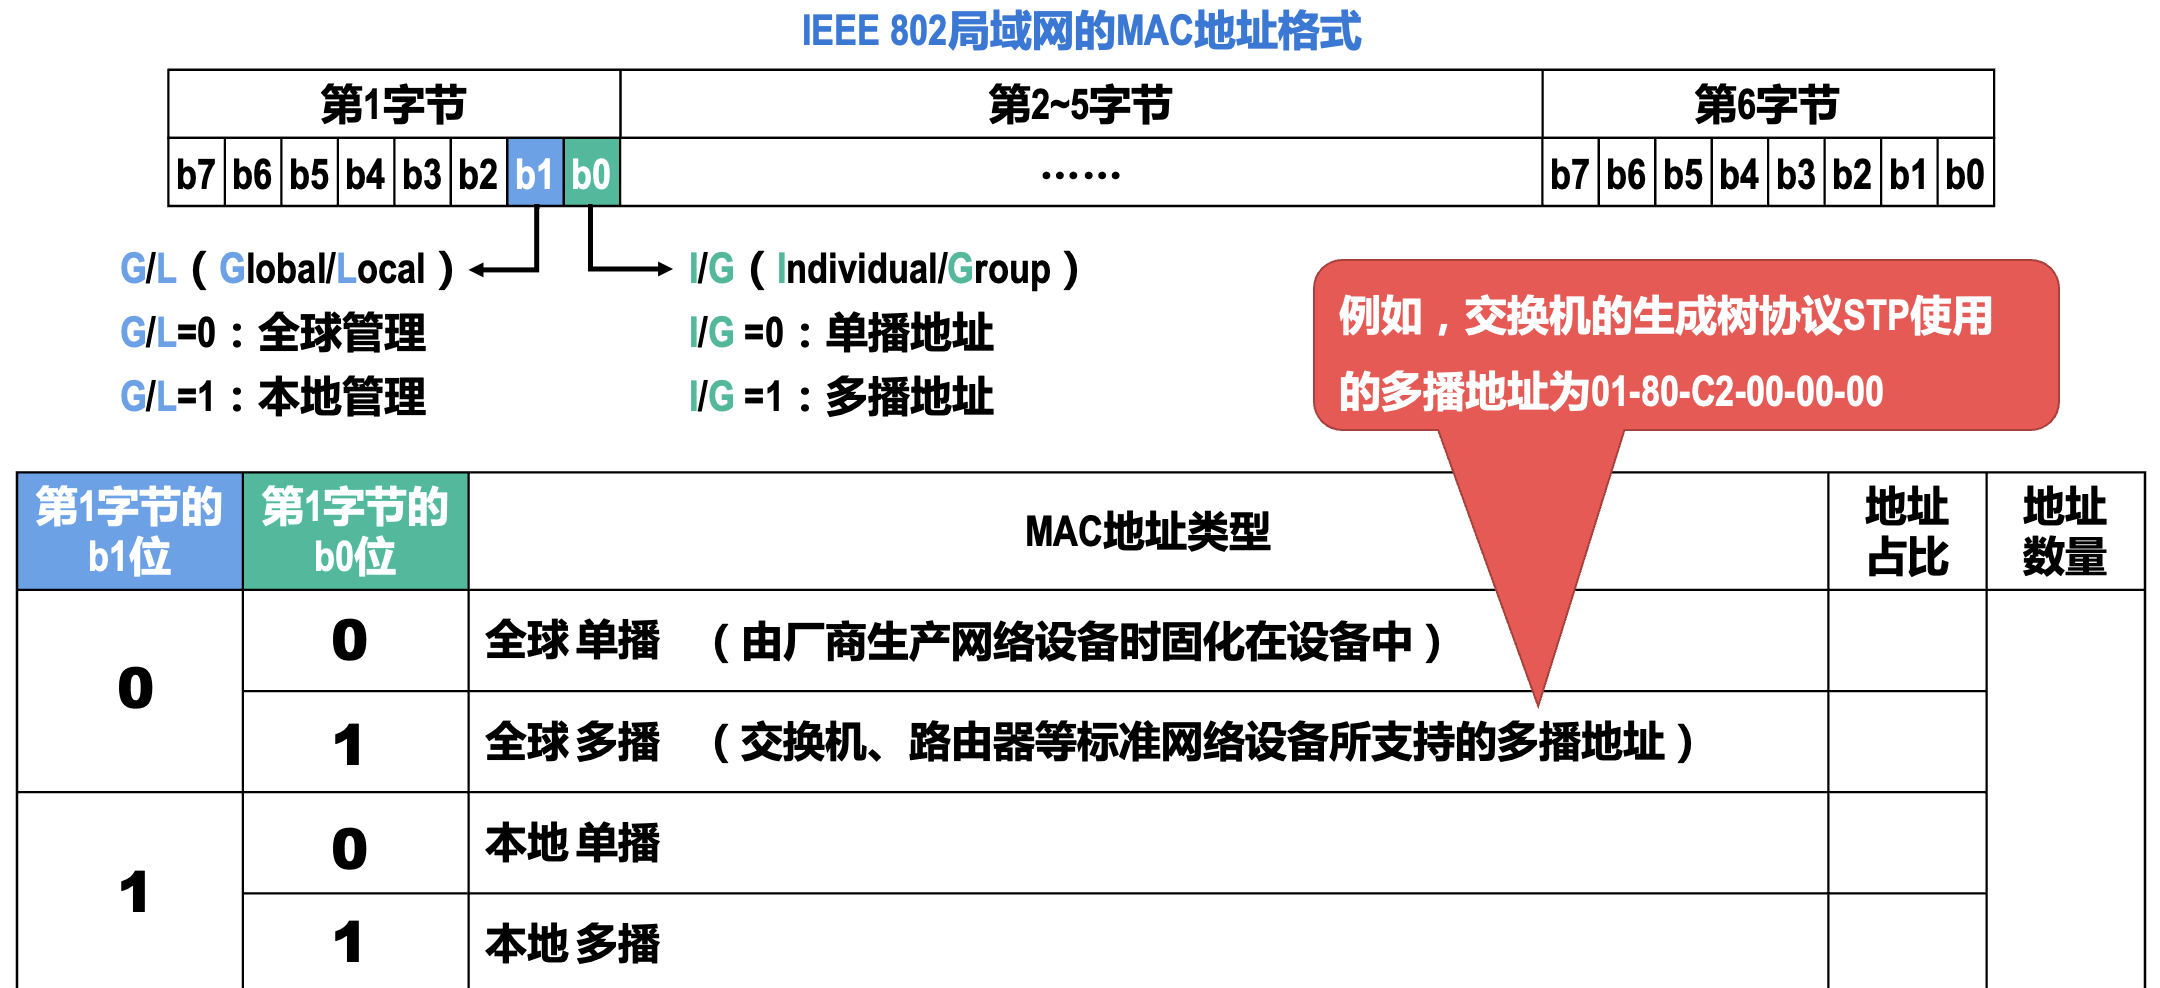 IEEE 802局域网的MAC地址格式
第1字节 第2~5字节 第6字节
b7 b6 b5 b4 b3 b2 b1 b0 …… b7 b6 b5 b4 b3 b2 b1 b0
G/L（Global/Local） I/G（Individual/Group）
G/L=0：全球管理 I/G =0：单播地址
G/L=1：本地管理 I/G =1：多播地址
例如，交换机的生成树协议STP使用
的多播地址为01-80-C2-00-00-00
第1字节的 第1字节的 MAC地址类型 地址 地址
b1位 b0位 占比 数量
0 0 全球 单播 （由厂商生产网络设备时固化在设备中）
1 全球 多播 （交换机、路由器等标准网络设备所支持的多播地址）
1 0 本地 单播
1 本地 多播